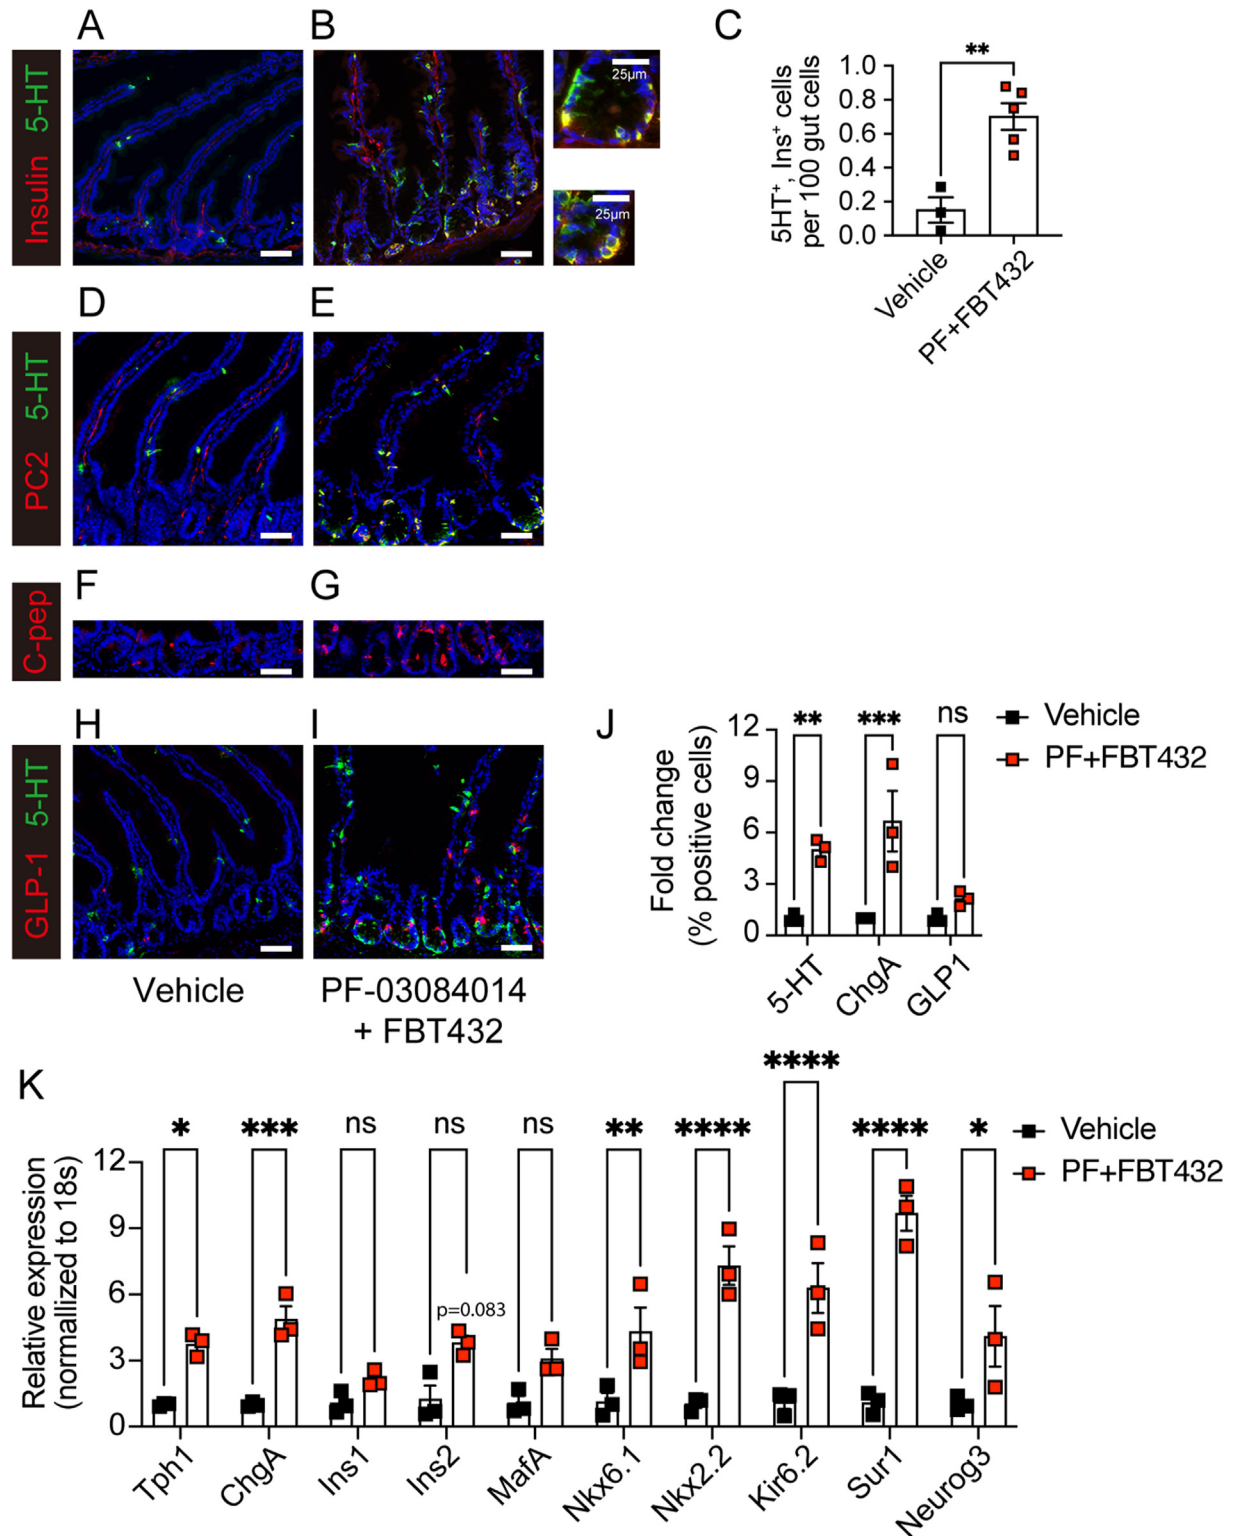 A
B
C
Insulin 5-HT
25µm
25µm
5HT⁺, Ins⁺ cells
per 100 gut cells
**
1.0
0.8
0.6
0.4
0.2
0.0
Vehicle
PF+FBT432
D
E
PC2 5-HT
F
G
C-pep
H
I
GLP-1 5-HT
Vehicle
PF-03084014
+ FBT432
J
Fold change
(% positive cells)
12
9
6
3
0
** *** ns
5-HT
ChgA
GLP1
Vehicle
PF+FBT432
K
Relative expression
(normallized to 18s)
12
9
6
3
0
* *** ns ns ns ** **** **** **** *
p=0.083
Tph1
ChgA
Ins1
Ins2
MafA
Nkx6.1
Nkx2.2
Kir6.2
Sur1
Neurog3
Vehicle
PF+FBT432